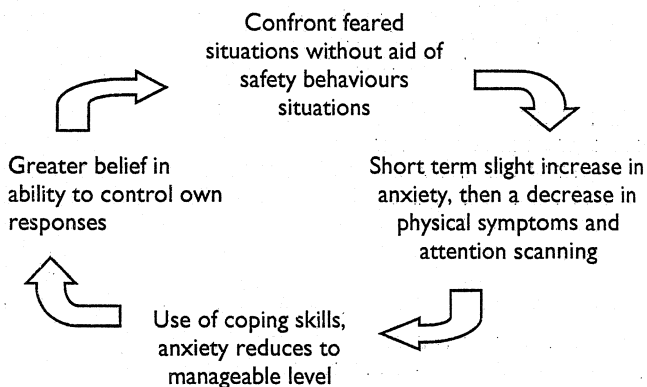 Confront feared
situations without aid of
safety behaviours
situations
Short term slight increase in
anxiety, then a decrease in
physical symptoms and
attention scanning
Use of coping skills,
anxiety reduces to
manageable level
Greater belief in
ability to control own
responses